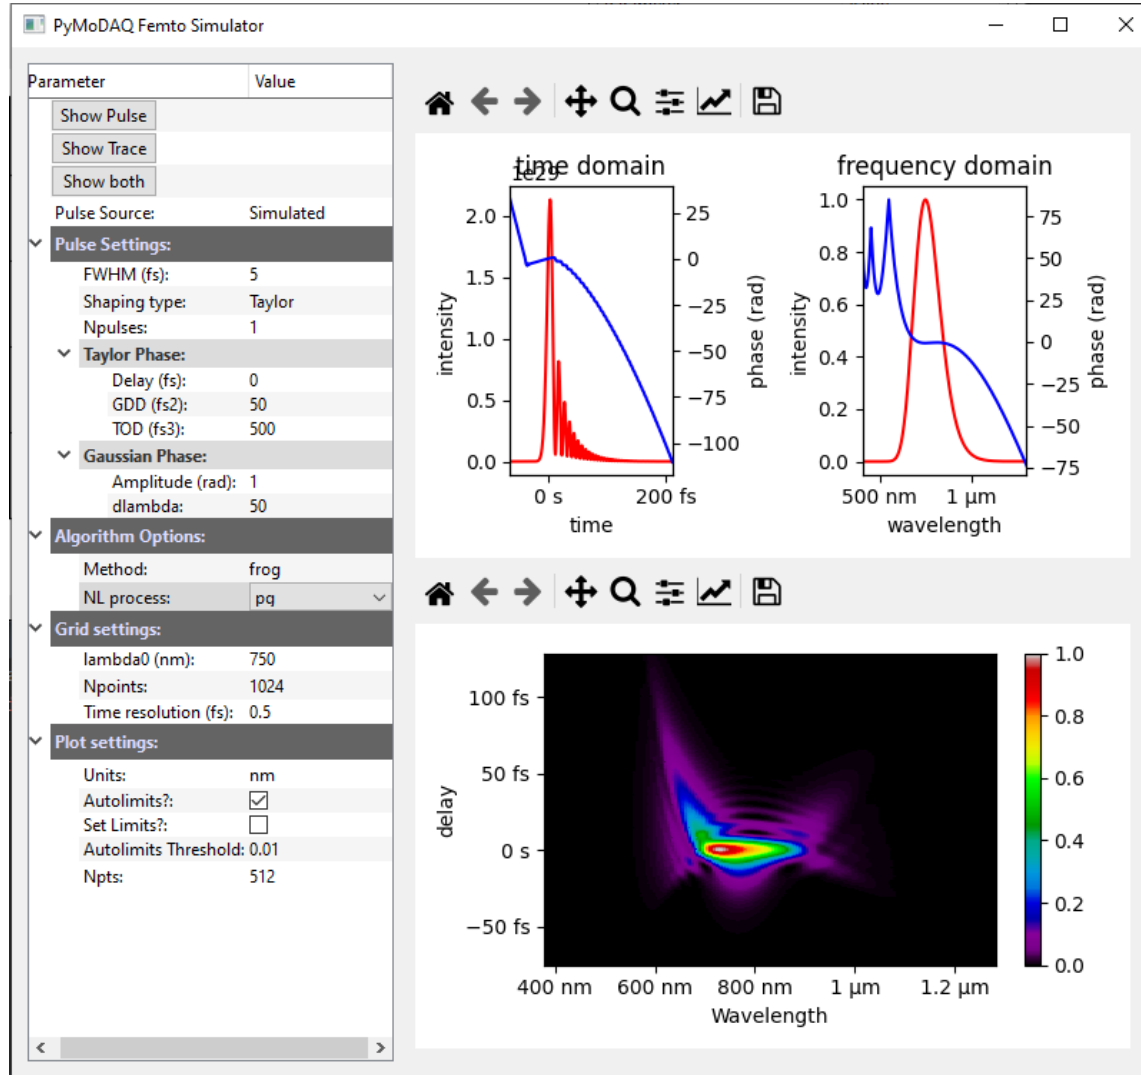 PyMoDAQ Femto Simulator
Parameter Value
Show Pulse
Show Trace
Show both
Pulse Source: Simulated
Pulse Settings:
FWHM (fs): 5
Shaping type: Taylor
Npulses: 1
Taylor Phase:
Delay (fs): 0
GDD (fs2): 50
TOD (fs3): 500
Gaussian Phase:
Amplitude (rad): 1
dlambda: 50
Algorithm Options:
Method: frog
NL process: pg
Grid settings:
lambda0 (nm): 750
Npoints: 1024
Time resolution (fs): 0.5
Plot settings:
Units: nm
Autolimits?:
Set Limits?:
Autolimits Threshold: 0.01
Npts: 512
time domain
1e29
2.0
1.5
1.0
0.5
0.0
intensity
25
0
−25
−50
−75
−100
phase (rad)
0 s 200 fs
time
frequency domain
1.0
0.8
0.6
0.4
0.2
0.0
intensity
75
50
25
0
−25
−50
−75
phase (rad)
500 nm 1 µm
wavelength
100 fs
50 fs
0 s
−50 fs
delay
400 nm 600 nm 800 nm 1 µm 1.2 µm
Wavelength
1.0
0.8
0.6
0.4
0.2
0.0